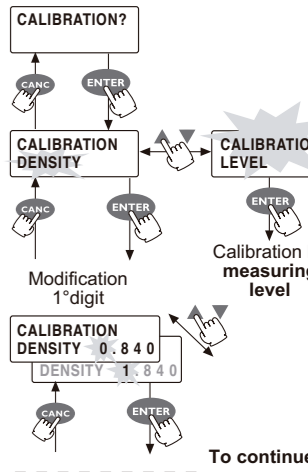 CALIBRATION?
CANC
ENTER
CALIBRATION
DENSITY
CALIBRATIO
LEVEL
CANC
ENTER
ENTER
Calibration
measuring
level
Modification
1°digit
CALIBRATION
DENSITY 0.840
DENSITY 1.840
CANC
ENTER
To continue